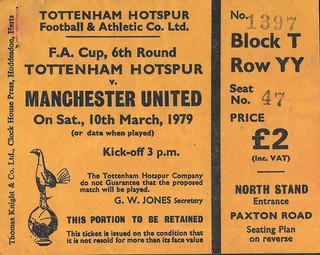 TOTTENHAM HOTSPUR
Football & Athletic Co. Ltd.
F.A. Cup, 6th Round
TOTTENHAM HOTSPUR
v.
MANCHESTER UNITED
On Sat., 10th March, 1979
(or date when played)
Kick-off 3 p.m.
The Tottenham Hotspur Company
do not Guarantee that the proposed
match will be played.
G. W. JONES Secretary
THIS PORTION TO BE RETAINED
This ticket is issued on the condition that
it is not resold for more than its face value
Thomas Knight & Co. Ltd., Clock House Press, Hoddesdon, Herts
No. 1397
Block T
Row YY
Seat
No. 47
PRICE
£2
(inc. VAT)
NORTH STAND
Entrance
PAXTON ROAD
Seating Plan
on reverse